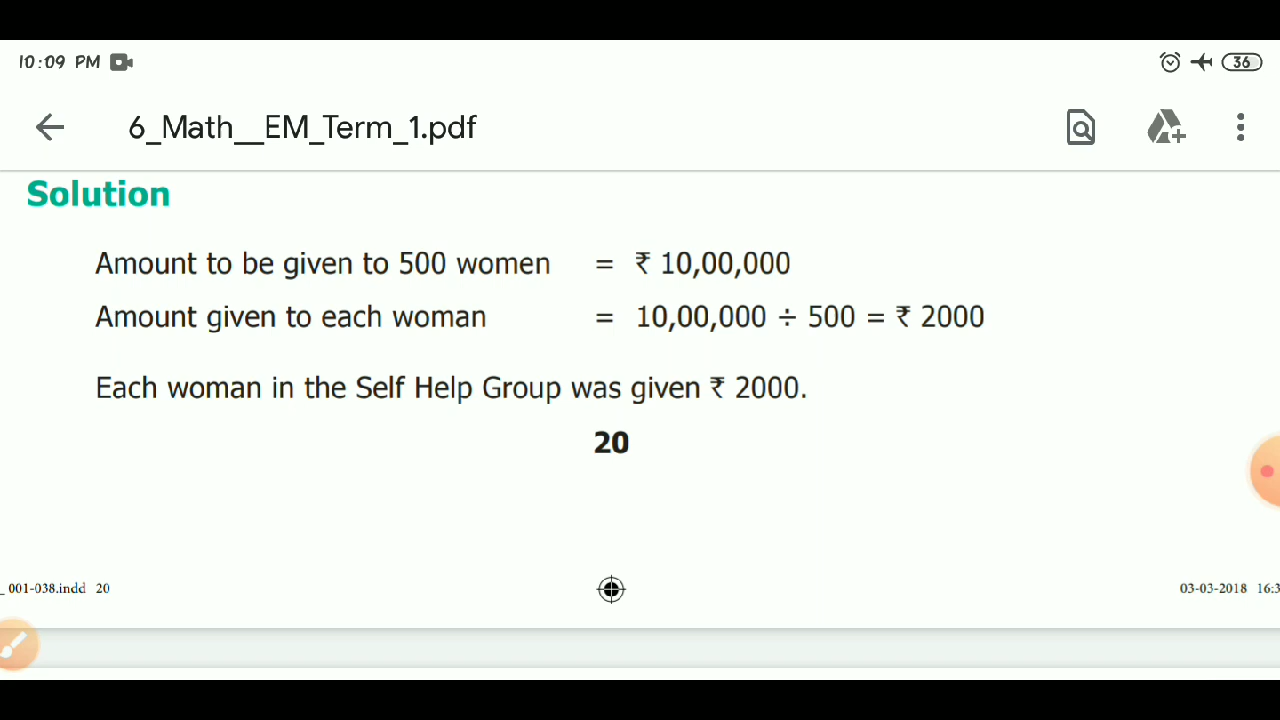 10:09 PM
36
6_Math__EM_Term_1.pdf
Solution
Amount to be given to 500 women = ₹ 10,00,000
Amount given to each woman = 10,00,000 ÷ 500 = ₹ 2000
Each woman in the Self Help Group was given ₹ 2000.
20
_ 001-038.indd 20
03-03-2018 16:3